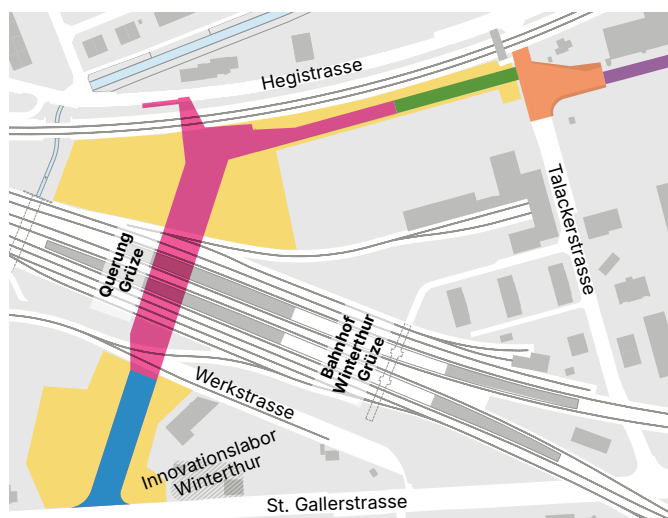 Hegistrasse
Talackerstrasse
Querung
Grüze
Bahnhof
Winterthur
Grüze
Werkstrasse
Innovationslabor
Winterthur
St. Gallerstrasse